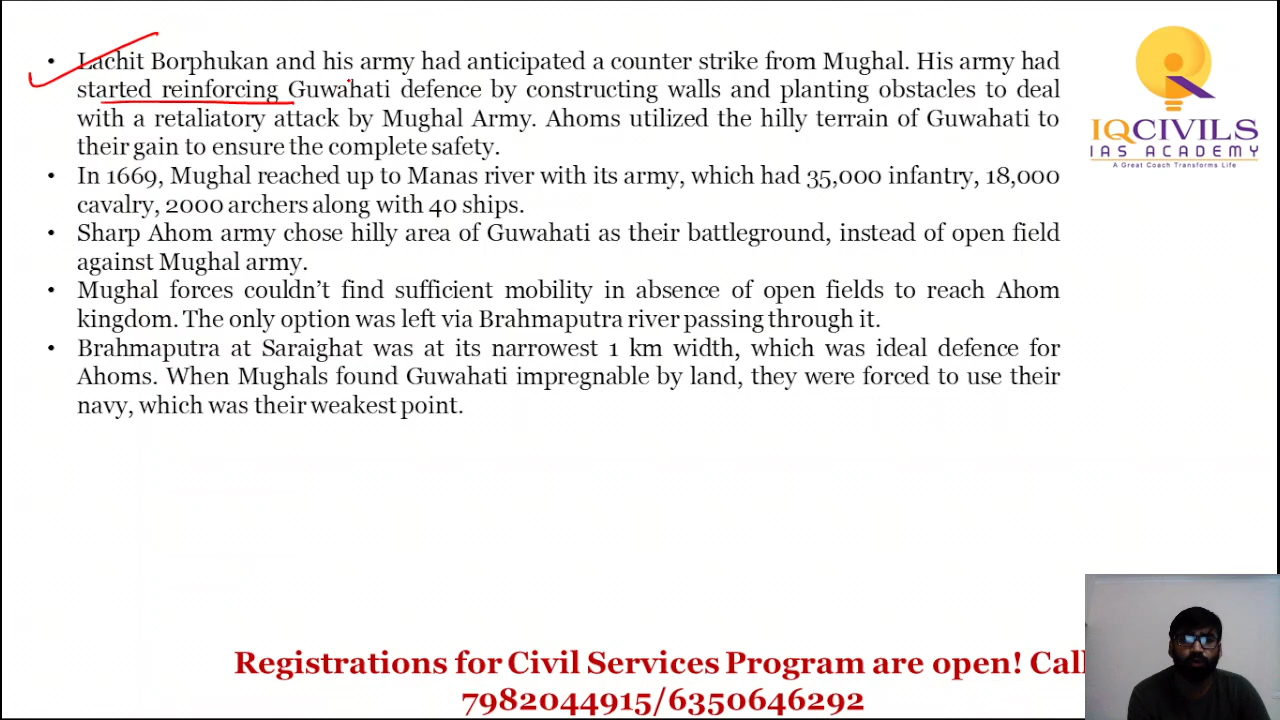 • Lachit Borphukan and his army had anticipated a counter strike from Mughal. His army had
started reinforcing Guwahati defence by constructing walls and planting obstacles to deal
with a retaliatory attack by Mughal Army. Ahoms utilized the hilly terrain of Guwahati to
their gain to ensure the complete safety.
• In 1669, Mughal reached up to Manas river with its army, which had 35,000 infantry, 18,000
cavalry, 2000 archers along with 40 ships.
• Sharp Ahom army chose hilly area of Guwahati as their battleground, instead of open field
against Mughal army.
• Mughal forces couldn't find sufficient mobility in absence of open fields to reach Ahom
kingdom. The only option was left via Brahmaputra river passing through it.
• Brahmaputra at Saraighat was at its narrowest 1 km width, which was ideal defence for
Ahoms. When Mughals found Guwahati impregnable by land, they were forced to use their
navy, which was their weakest point.
IQCIVILS
IAS ACADEMY
A Great Coach Transforms Life
Registrations for Civil Services Program are open! Call
7982044915/6350646292